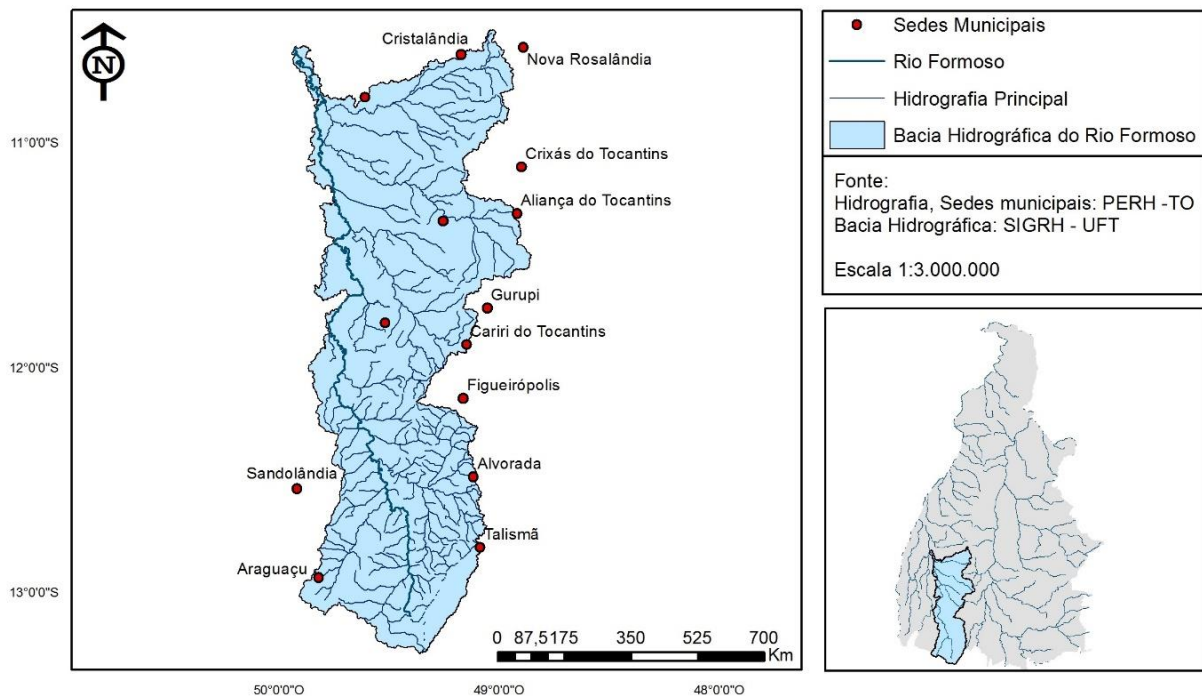 N
Cristalândia
Nova Rosalândia
11°0'0"S
Crixás do Tocantins
Aliança do Tocantins
Gurupi
Cariri do Tocantins
12°0'0"S
Figueirópolis
Alvorada
Sandolândia
Talismã
Araguaçu
13°0'0"S
0 87,5 175 350 525 700
Km
50°0'0"O 49°0'0"O 48°0'0"O
Sedes Municipais
Rio Formoso
Hidrografia Principal
Bacia Hidrográfica do Rio Formoso
Fonte:
Hidrografia, Sedes municipais: PERH -TO
Bacia Hidrográfica: SIGRH - UFT
Escala 1:3.000.000